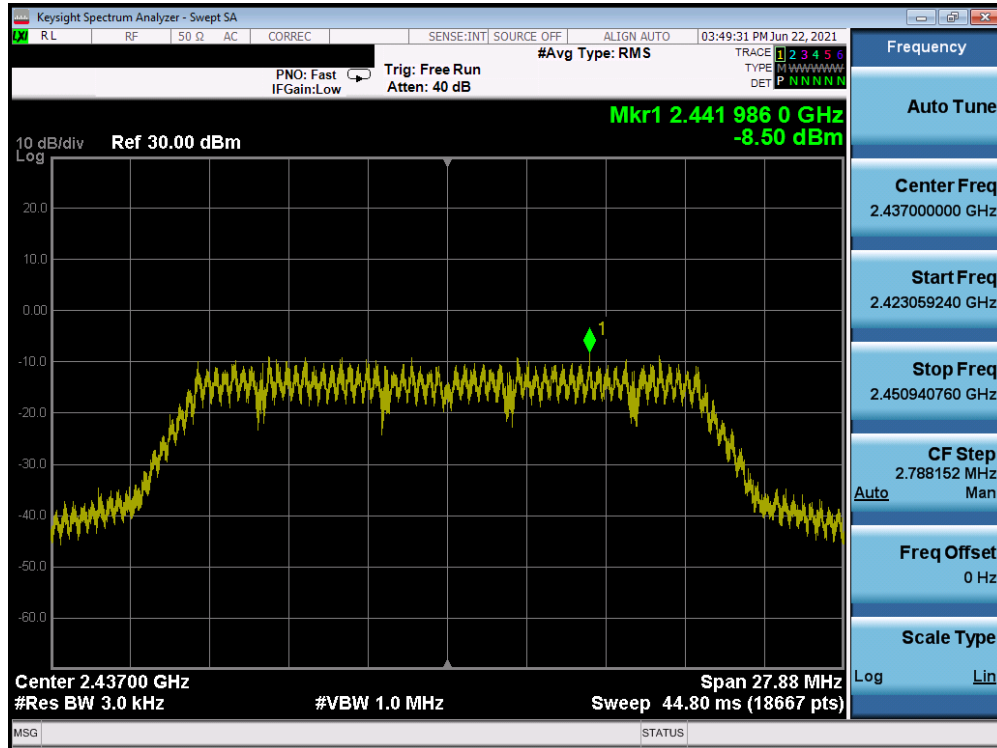 Keysight Spectrum Analyzer - Swept SA
LXI RL RF 50 Ω AC CORREC SENSE:INT SOURCE OFF ALIGN AUTO 03:49:31 PM Jun 22, 2021
#Avg Type: RMS
TRACE 1 2 3 4 5 6
TYPE M W W W W W
DET P N N N N N
PNO: Fast
IFGain:Low
Trig: Free Run
Atten: 40 dB
Mkr1 2.441 986 0 GHz
-8.50 dBm
10 dB/div Ref 30.00 dBm
Log
20.0
10.0
0.00
-10.0
-20.0
-30.0
-40.0
-50.0
-60.0
1
Center 2.43700 GHz
Span 27.88 MHz
#Res BW 3.0 kHz
#VBW 1.0 MHz
Sweep 44.80 ms (18667 pts)
MSG
STATUS
Frequency
Auto Tune
Center Freq
2.437000000 GHz
Start Freq
2.423059240 GHz
Stop Freq
2.450940760 GHz
CF Step
2.788152 MHz
Auto Man
Freq Offset
0 Hz
Scale Type
Log Lin